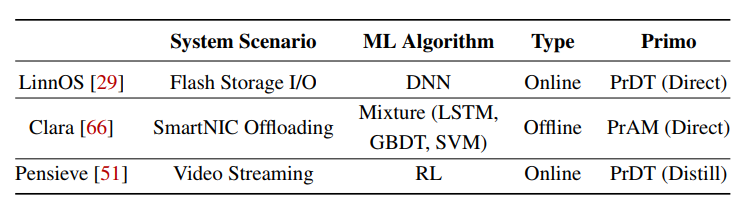 System Scenario ML Algorithm Type Primo
LinnOS [29] Flash Storage I/O DNN Online PrDT (Direct)
Clara [66] SmartNIC Offloading Mixture (LSTM, GBDT, SVM) Offline PrAM (Direct)
Pensieve [51] Video Streaming RL Online PrDT (Distill)